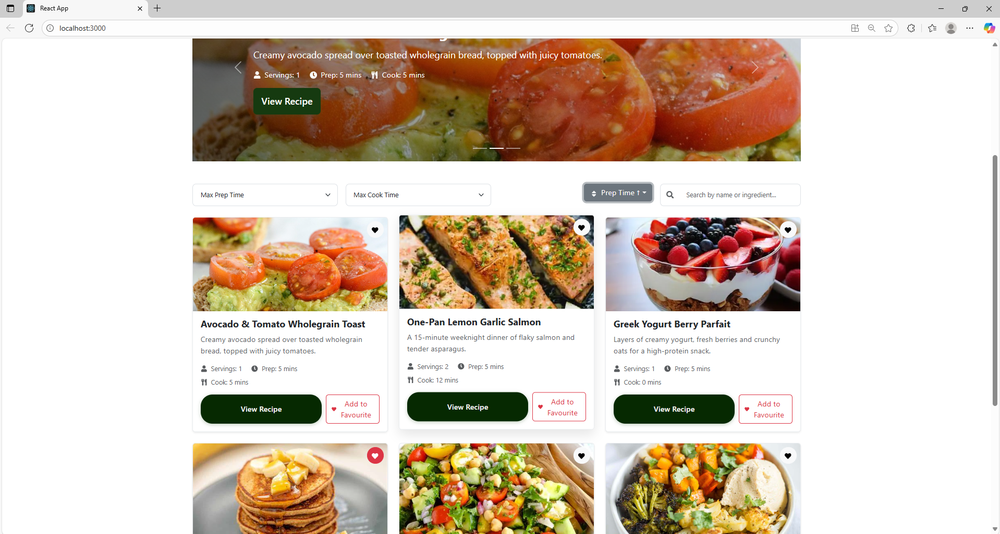 React App
localhost:3000
Creamy avocado spread over toasted wholegrain bread, topped with juicy tomatoes.
Servings: 1 Prep: 5 mins Cook: 5 mins
View Recipe
Max Prep Time
Max Cook Time
Prep Time ↑
Search by name or ingredient...
Avocado & Tomato Wholegrain Toast
Creamy avocado spread over toasted wholegrain
bread, topped with juicy tomatoes.
Servings: 1 Prep: 5 mins
Cook: 5 mins
View Recipe
Add to
Favourite
One-Pan Lemon Garlic Salmon
A 15-minute weeknight dinner of flaky salmon and
tender asparagus.
Servings: 2 Prep: 5 mins
Cook: 12 mins
View Recipe
Add to
Favourite
Greek Yogurt Berry Parfait
Layers of creamy yogurt, fresh berries and crunchy
oats for a high-protein snack.
Servings: 1 Prep: 5 mins
Cook: 0 mins
View Recipe
Add to
Favourite